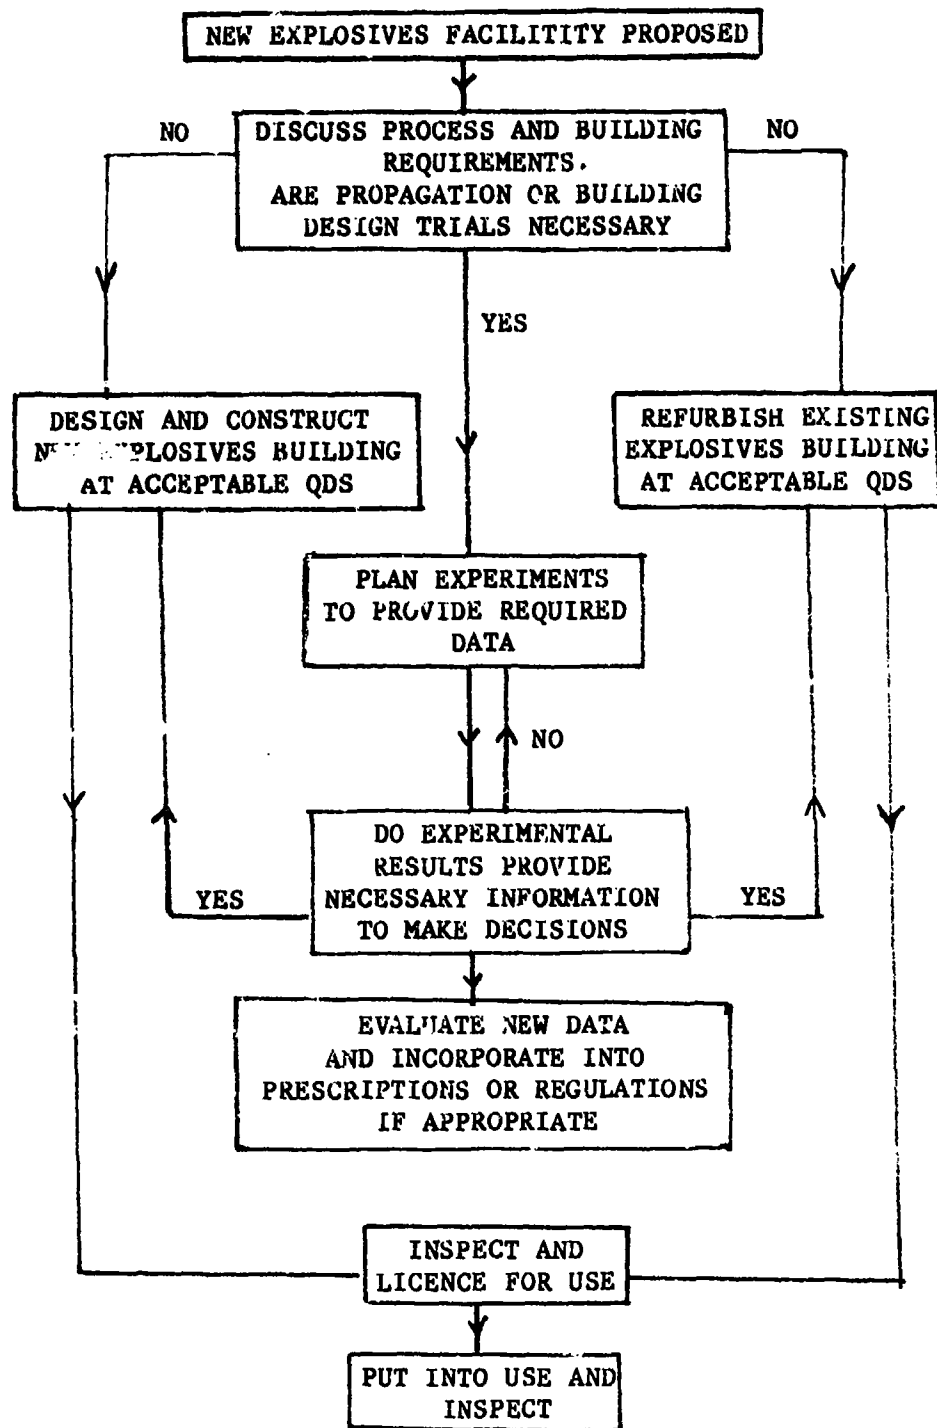 NEW EXPLOSIVES FACILITITY PROPOSED
NO
DISCUSS PROCESS AND BUILDING
REQUIREMENTS.
ARE PROPAGATION OR BUILDING
DESIGN TRIALS NECESSARY
NO
YES
DESIGN AND CONSTRUCT
EXPLOSIVES BUILDING
AT ACCEPTABLE QDS
REFURBISH EXISTING
EXPLOSIVES BUILDING
AT ACCEPTABLE QDS
PLAN EXPERIMENTS
TO PROVIDE REQUIRED
DATA
NO
DO EXPERIMENTAL
RESULTS PROVIDE
NECESSARY INFORMATION
TO MAKE DECISIONS
YES
YES
EVALUATE NEW DATA
AND INCORPORATE INTO
PRESCRIPTIONS OR REGULATIONS
IF APPROPRIATE
INSPECT AND
LICENCE FOR USE
PUT INTO USE AND
INSPECT